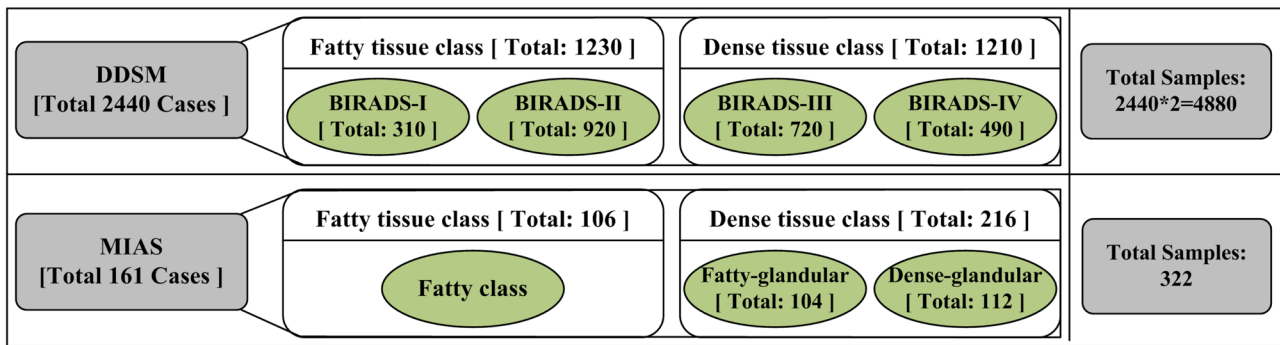 DDSM
[Total 2440 Cases ]
Fatty tissue class [ Total: 1230 ]
BIRADS-I
[ Total: 310 ]
BIRADS-II
[ Total: 920 ]
Dense tissue class [ Total: 1210 ]
BIRADS-III
[ Total: 720 ]
BIRADS-IV
[ Total: 490 ]
Total Samples:
2440*2=4880
MIAS
[Total 161 Cases ]
Fatty tissue class [ Total: 106 ]
Fatty class
Dense tissue class [ Total: 216 ]
Fatty-glandular
[ Total: 104 ]
Dense-glandular
[ Total: 112 ]
Total Samples:
322